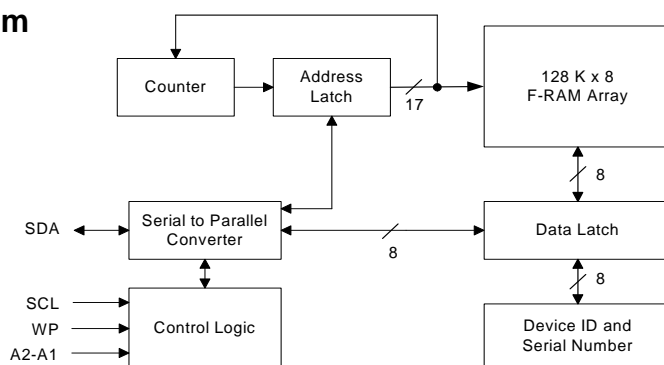 m
Counter
Address
Latch
17
128 K x 8
F-RAM Array
8
SDA
Serial to Parallel
Converter
8
Data Latch
8
SCL
WP
A2-A1
Control Logic
Device ID and
Serial Number